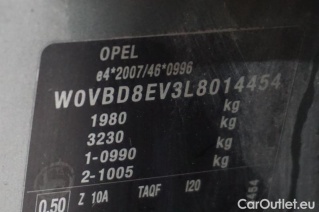 OPEL
e4*2007/46*0996
W0VBD8EV3L8014454
1980 kg
3230 kg
1-0990 kg
2-1005 kg
0.50 Z 10A TAQF I20
454
CarOutlet.eu